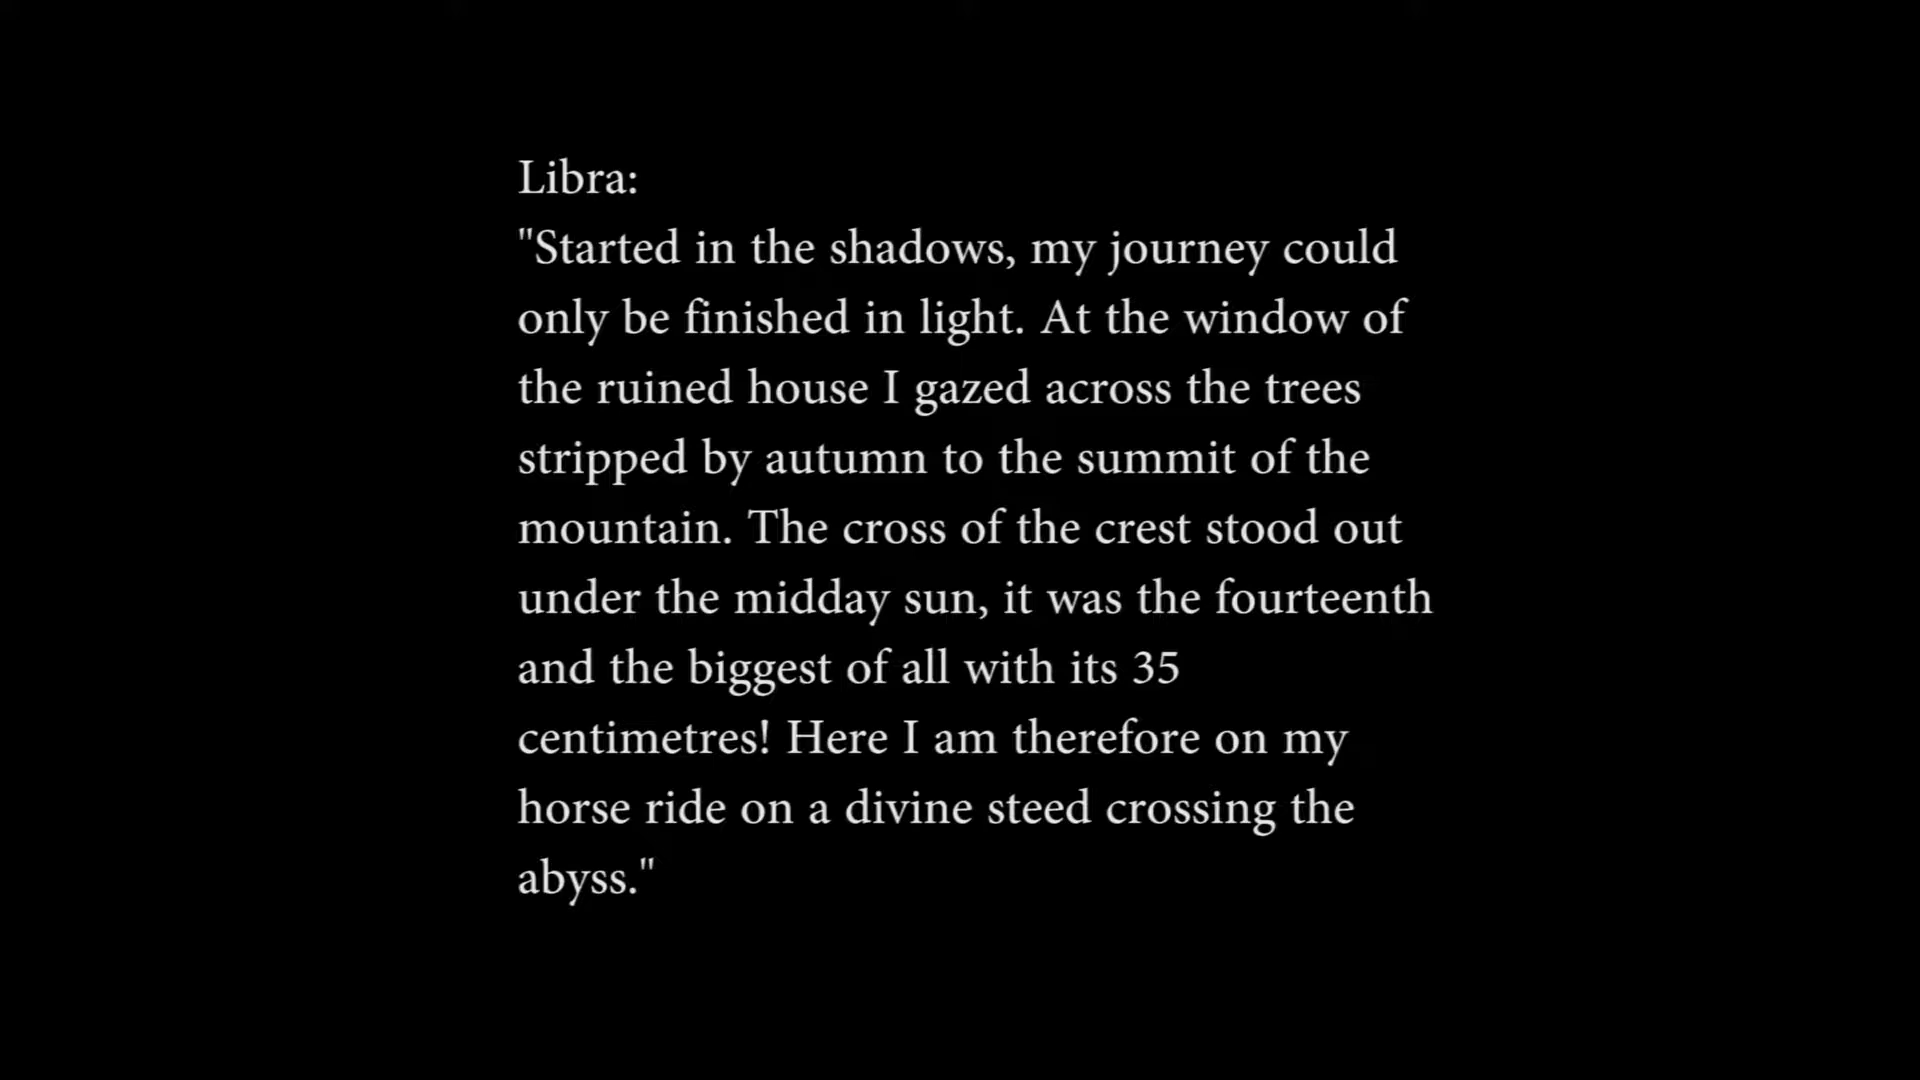 Libra:
"Started in the shadows, my journey could
only be finished in light. At the window of
the ruined house I gazed across the trees
stripped by autumn to the summit of the
mountain. The cross of the crest stood out
under the midday sun, it was the fourteenth
and the biggest of all with its 35
centimetres! Here I am therefore on my
horse ride on a divine steed crossing the
abyss."